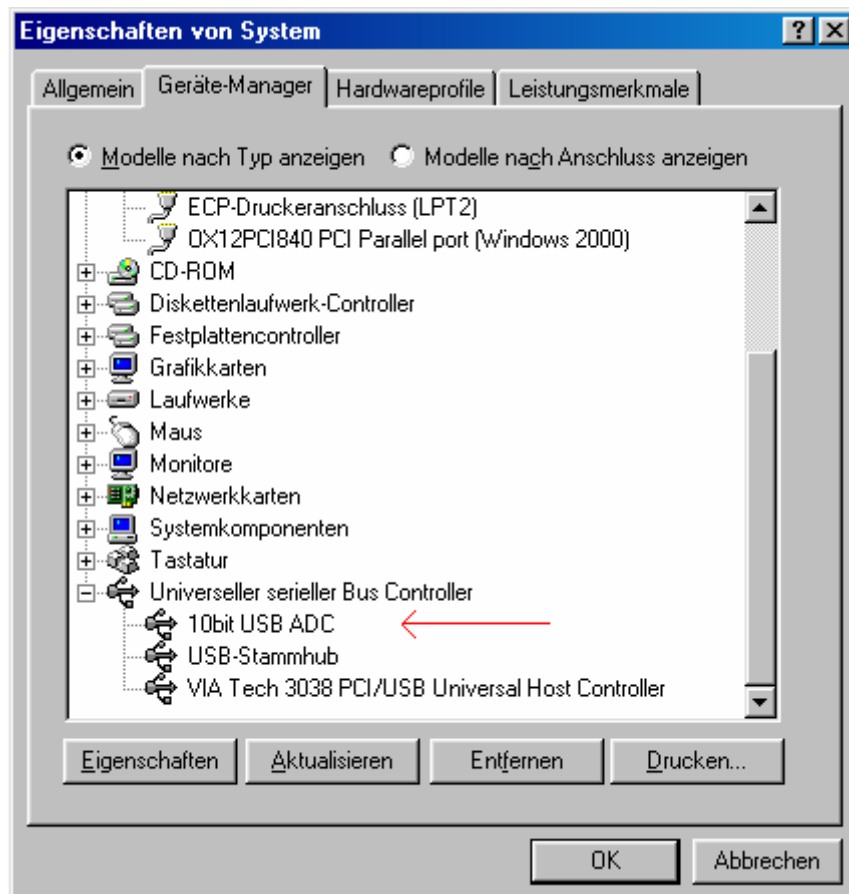 Eigenschaften von System
Allgemein Geräte-Manager Hardwareprofile Leistungsmerkmale
Modelle nach Typ anzeigen Modelle nach Anschluss anzeigen
ECP-Druckeranschluss (LPT2)
OX12PCI840 PCI Parallel port (Windows 2000)
CD-ROM
Diskettenlaufwerk-Controller
Festplattencontroller
Grafikkarten
Laufwerke
Maus
Monitore
Netzwerkkarten
Systemkomponenten
Tastatur
Universeller serieller Bus Controller
10bit USB ADC
USB-Stammhub
VIA Tech 3038 PCI/USB Universal Host Controller
Eigenschaften Aktualisieren Entfernen Drucken...
OK Abbrechen